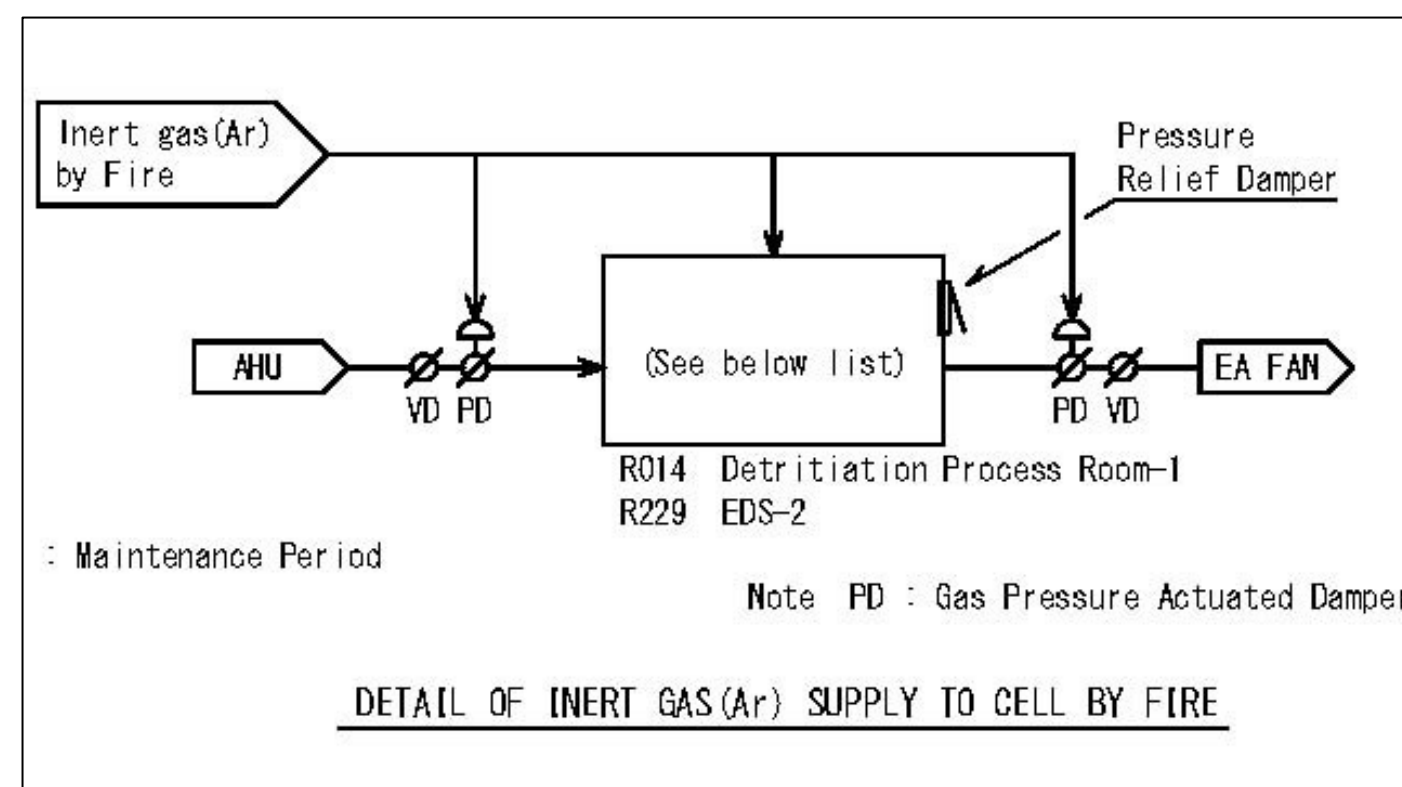 Inert gas(Ar)
by Fire
Pressure
Relief Damper
AHU
VD PD
(See below list)
PD VD
EA FAN
R014 Detritiation Process Room-1
R229 EDS-2
: Maintenance Period
Note PD : Gas Pressure Actuated Damper
DETAIL OF INERT GAS(Ar) SUPPLY TO CELL BY FIRE